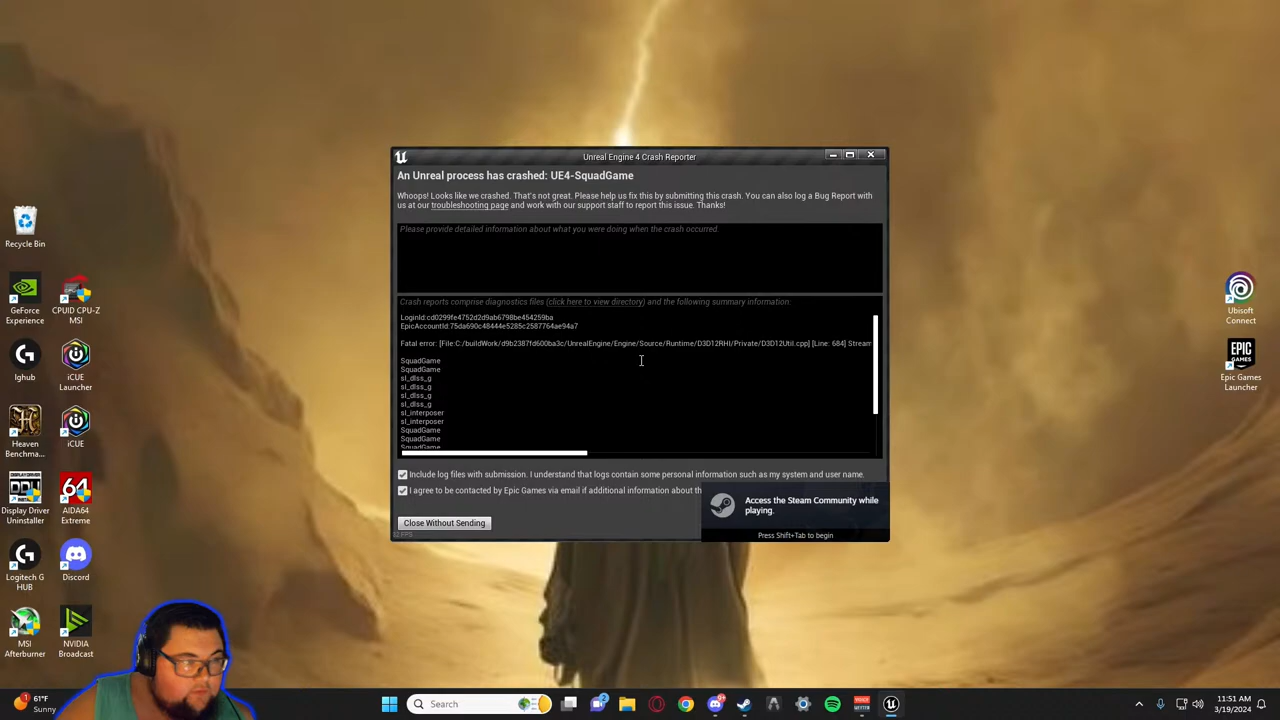 Unreal Engine 4 Crash Reporter
An Unreal process has crashed: UE4-SquadGame
Whoops! Looks like we crashed. That's not great. Please help us fix this by submitting this crash. You can also log a Bug Report with
us at our troubleshooting page and work with our support staff to report this issue. Thanks!
Please provide detailed information about what you were doing when the crash occurred.
Crash reports comprise diagnostics files (click here to view directory) and the following summary information:
LoginId:cd0299fe4752d2d9ab6798be454259ba
EpicAccountId:75da690c48444e5285c2587764ae94a7
Fatal error: [File:C:/buildWork/d9b2387fd600ba3c/UnrealEngine/Engine/Source/Runtime/D3D12RHI/Private/D3D12Util.cpp] [Line: 684] Stream
SquadGame
SquadGame
sl_dlss_g
sl_dlss_g
sl_dlss_g
sl_dlss_g
sl_interposer
sl_interposer
SquadGame
SquadGame
SquadGame
Include log files with submission. I understand that logs contain some personal information such as my system and user name.
I agree to be contacted by Epic Games via email if additional information about th
Close Without Sending
Access the Steam Community while
playing.
Press Shift+Tab to begin
Recycle Bin
GeForce
Experience
CPUID CPU-Z
MSI
Ighub
iCUE
Launcher
Heaven
Benchma...
iCUE
Display Driver
Uninstaller
AIDA64
Extreme
Logitech G
HUB
Discord
MSI
Afterburner
NVIDIA
Broadcast
Ubisoft
Connect
EPIC
GAMES
Epic Games
Launcher
61°F
Sunny
Search
11:51 AM
3/19/2024